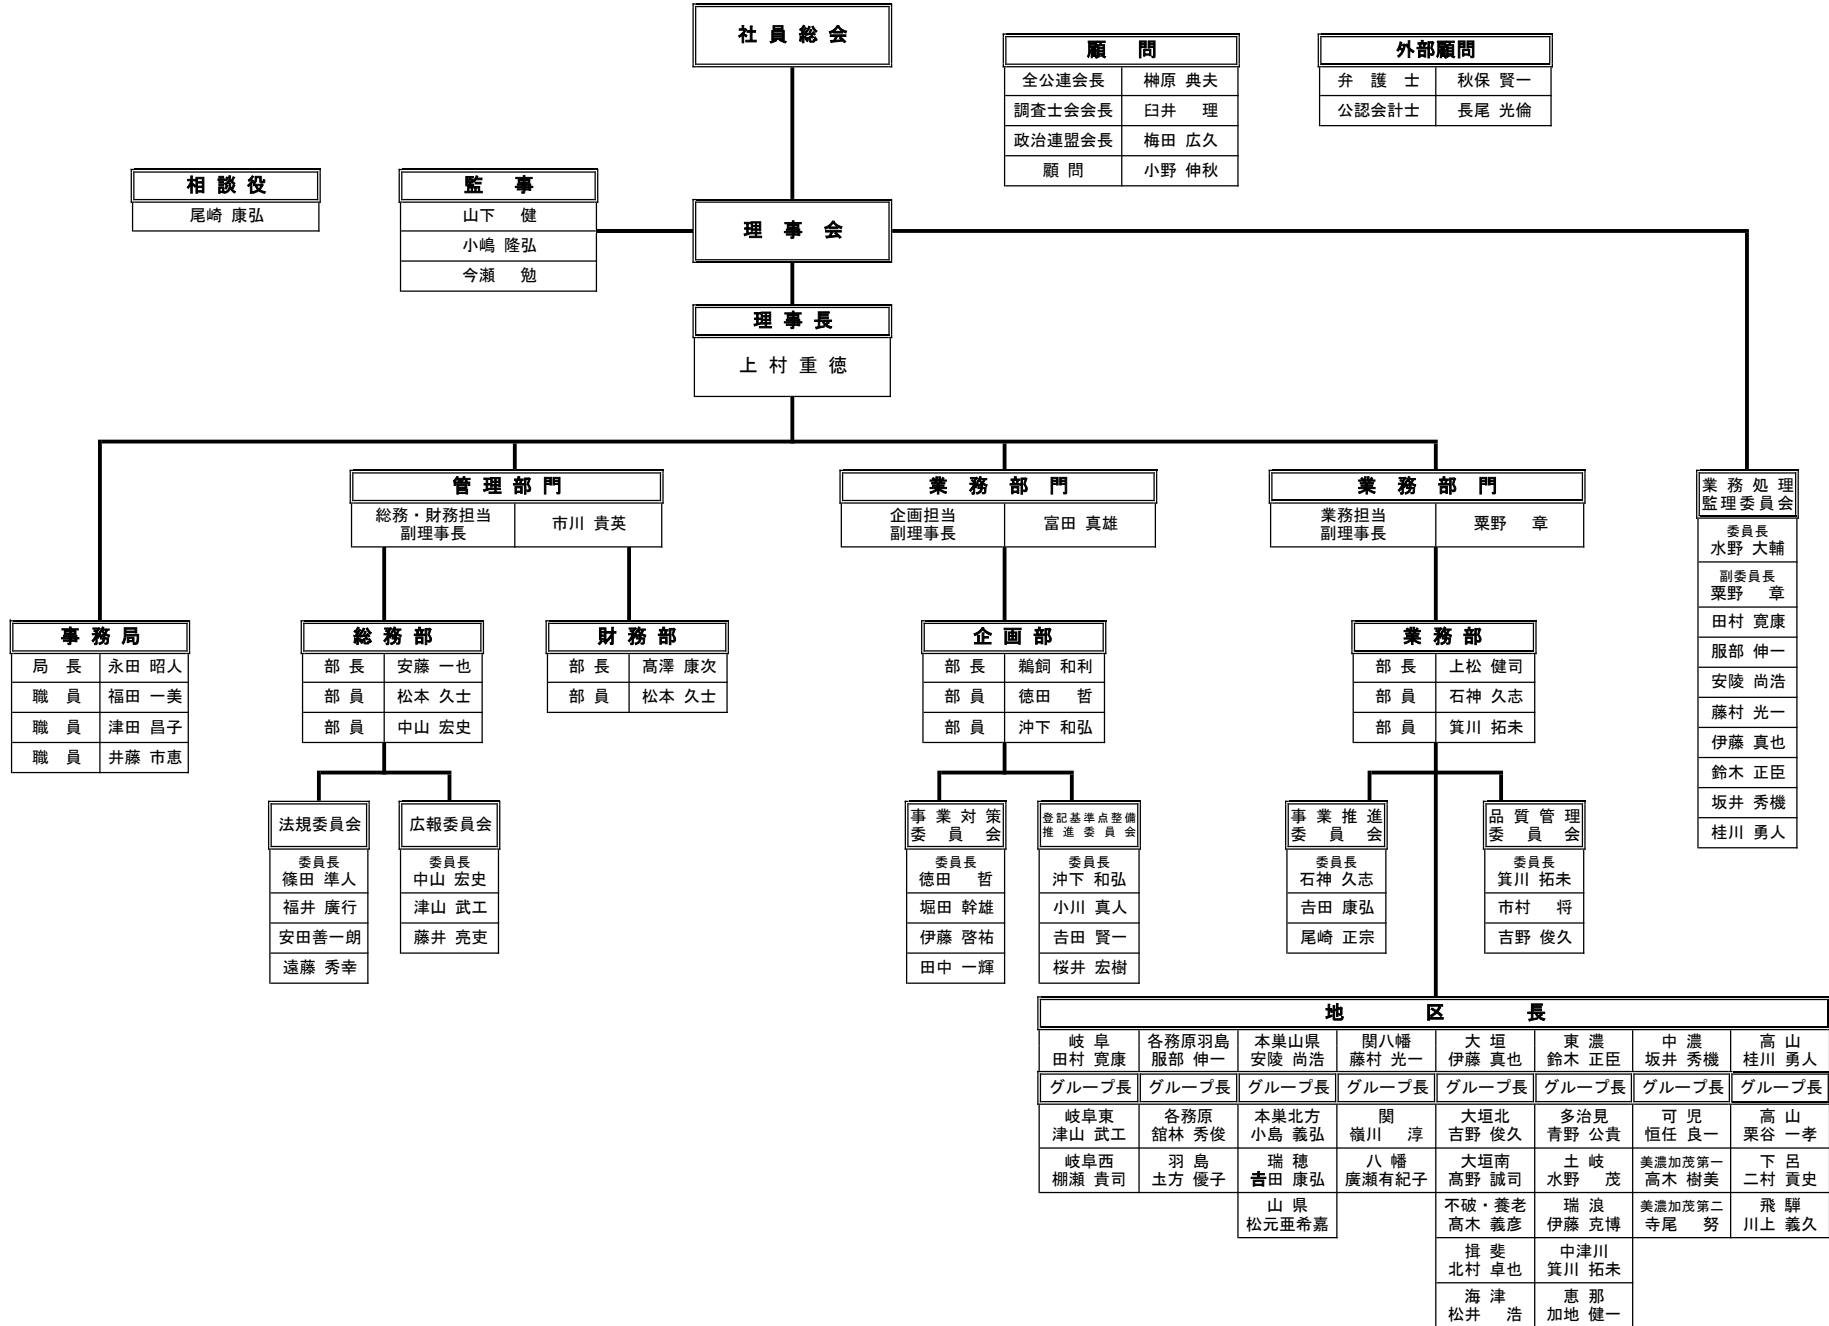 社員総会
顧問
全公連会長 榊原 典夫
調査士会会長 臼井 理
政治連盟会長 梅田 広久
顧問 小野 伸秋
外部顧問
弁護士 秋保 賢一
公認会計士 長尾 光倫
相談役
尾崎 康弘
監事
山下 健
小嶋 隆弘
今瀬 勉
理事会
理事長
上村重徳
管理部門
総務・財務担当
副理事長
市川 貴英
業務部門
企画担当
副理事長
富田 真雄
業務部門
業務担当
副理事長
粟野 章
業務処理
監理委員会
委員長
水野 大輔
副委員長
粟野 章
田村 寛康
服部 伸一
安陵 尚浩
藤村 光一
伊藤 真也
鈴木 正臣
坂井 秀機
桂川 勇人
事務局
局長 永田 昭人
職員 福田 一美
職員 津田 昌子
職員 井藤 市恵
総務部
部長 安藤 一也
部員 松本 久士
部員 中山 宏史
財務部
部長 髙澤 康次
部員 松本 久士
企画部
部長 鵜飼 和利
部員 徳田 哲
部員 沖下 和弘
業務部
部長 上松 健司
部員 石神 久志
部員 箕川 拓未
法規委員会
委員長
篠田 準人
福井 廣行
安田善一朗
遠藤 秀幸
広報委員会
委員長
中山 宏史
津山 武工
藤井 亮吏
事業対策
委員会
委員長
徳田 哲
堀田 幹雄
伊藤 啓祐
田中 一輝
登記基準点整備
推進委員会
委員長
沖下 和弘
小川 真人
𠮷田 賢一
桜井 宏樹
事業推進
委員会
委員長
石神 久志
𠮷田 康弘
尾崎 正宗
品質管理
委員会
委員長
箕川 拓未
市村 将
吉野 俊久
地区長
岐阜
田村 寛康
各務原羽島
服部 伸一
本巣山県
安陵 尚浩
関八幡
藤村 光一
大垣
伊藤 真也
東濃
鈴木 正臣
中濃
坂井 秀機
高山
桂川 勇人
グループ長 グループ長 グループ長 グループ長 グループ長 グループ長 グループ長 グループ長
岐阜東
津山 武工
各務原
舘林 秀俊
本巣北方
小島 義弘
関
嶺川 淳
大垣北
吉野 俊久
多治見
青野 公貴
可児
恒任 良一
高山
栗谷 一孝
岐阜西
棚瀬 貴司
羽島
土方 優子
瑞穂
𠮷田 康弘
八幡
廣瀬有紀子
大垣南
髙野 誠司
土岐
水野 茂
美濃加茂第一
高木 樹美
下呂
二村 貢史
山県
松元亜希嘉
不破・養老
髙木 義彦
瑞浪
伊藤 克博
美濃加茂第二
寺尾 努
飛騨
川上 義久
揖斐
北村 卓也
中津川
箕川 拓未
海津
松井 浩
恵那
加地 健一